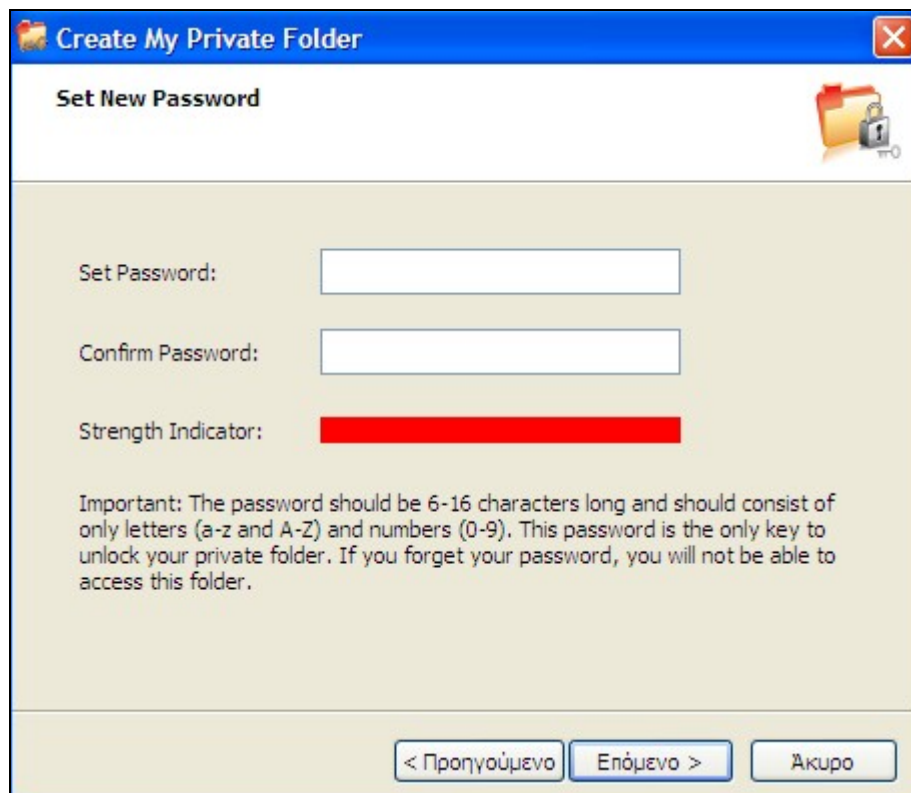 Create My Private Folder
Set New Password
Set Password:
Confirm Password:
Strength Indicator:
Important: The password should be 6-16 characters long and should consist of
only letters (a-z and A-Z) and numbers (0-9). This password is the only key to
unlock your private folder. If you forget your password, you will not be able to
access this folder.
< Προηγούμενο Επόμενο > Άκυρο